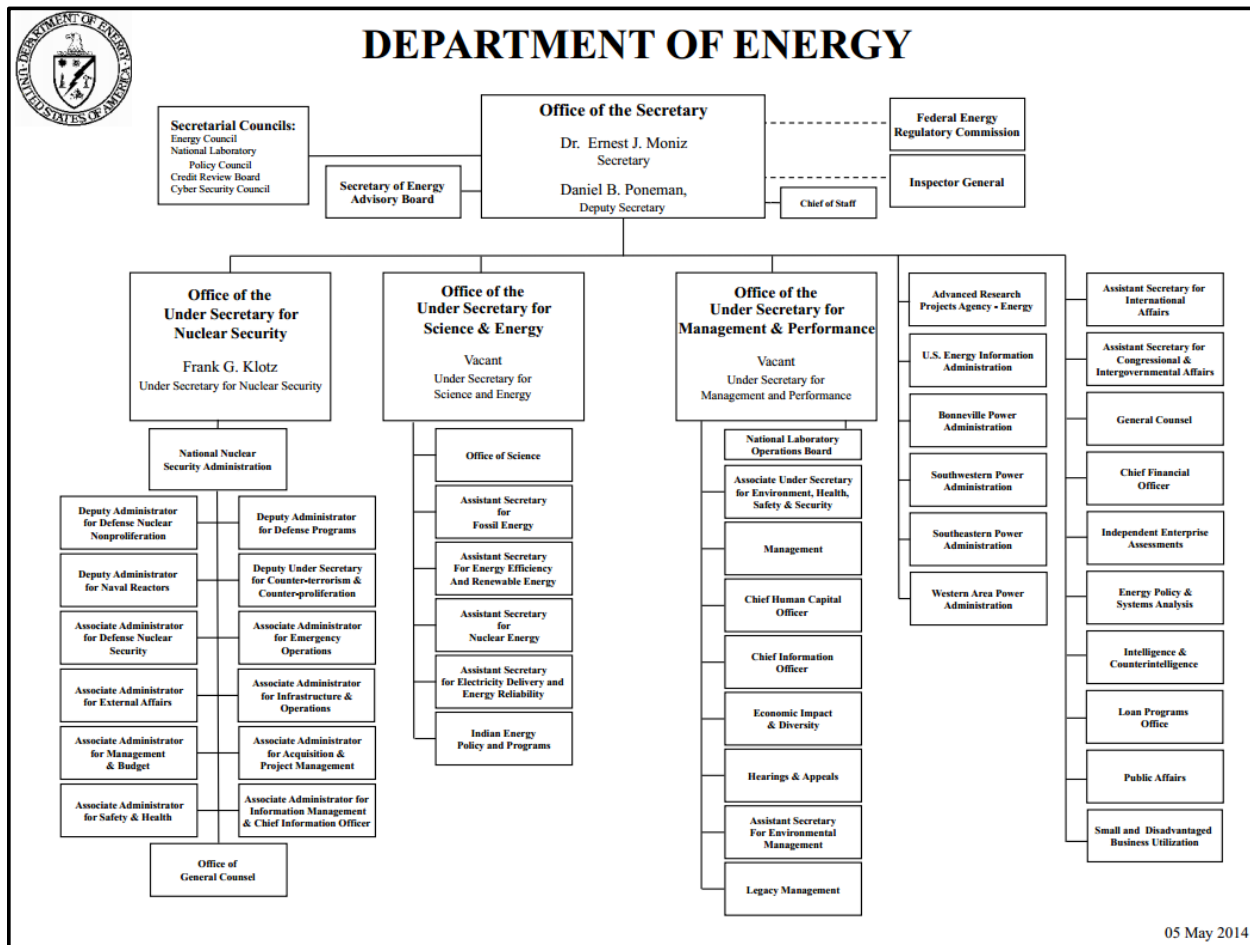 DEPARTMENT OF ENERGY
DEPARTMENT OF ENERGY
UNITED STATES OF AMERICA
Secretarial Councils:
Energy Council
National Laboratory
Policy Council
Credit Review Board
Cyber Security Council
Secretary of Energy
Advisory Board
Office of the Secretary
Dr. Ernest J. Moniz
Secretary
Daniel B. Poneman,
Deputy Secretary
Federal Energy
Regulatory Commission
Inspector General
Chief of Staff
Office of the
Under Secretary for
Nuclear Security
Frank G. Klotz
Under Secretary for Nuclear Security
National Nuclear
Security Administration
Deputy Administrator
for Defense Nuclear
Nonproliferation
Deputy Administrator
for Defense Programs
Deputy Administrator
for Naval Reactors
Deputy Under Secretary
for Counter-terrorism &
Counter-proliferation
Associate Administrator
for Defense Nuclear
Security
Associate Administrator
for Emergency
Operations
Associate Administrator
for External Affairs
Associate Administrator
for Infrastructure &
Operations
Associate Administrator
for Management
& Budget
Associate Administrator
for Acquisition &
Project Management
Associate Administrator
for Safety & Health
Associate Administrator for
Information Management
& Chief Information Officer
Office of
General Counsel
Office of the
Under Secretary for
Science & Energy
Vacant
Under Secretary for
Science and Energy
Office of Science
Assistant Secretary
for
Fossil Energy
Assistant Secretary
For Energy Efficiency
And Renewable Energy
Assistant Secretary
for
Nuclear Energy
Assistant Secretary
for Electricity Delivery and
Energy Reliability
Indian Energy
Policy and Programs
Office of the
Under Secretary for
Management & Performance
Vacant
Under Secretary for
Management and Performance
National Laboratory
Operations Board
Associate Under Secretary
for Environment, Health,
Safety & Security
Management
Chief Human Capital
Officer
Chief Information
Officer
Economic Impact
& Diversity
Hearings & Appeals
Assistant Secretary
For Environmental
Management
Legacy Management
Advanced Research
Projects Agency - Energy
U.S. Energy Information
Administration
Bonneville Power
Administration
Southwestern Power
Administration
Southeastern Power
Administration
Western Area Power
Administration
Assistant Secretary for
International
Affairs
Assistant Secretary for
Congressional &
Intergovernmental Affairs
General Counsel
Chief Financial
Officer
Independent Enterprise
Assessments
Energy Policy &
Systems Analysis
Intelligence &
Counterintelligence
Loan Programs
Office
Public Affairs
Small and Disadvantaged
Business Utilization
05 May 2014